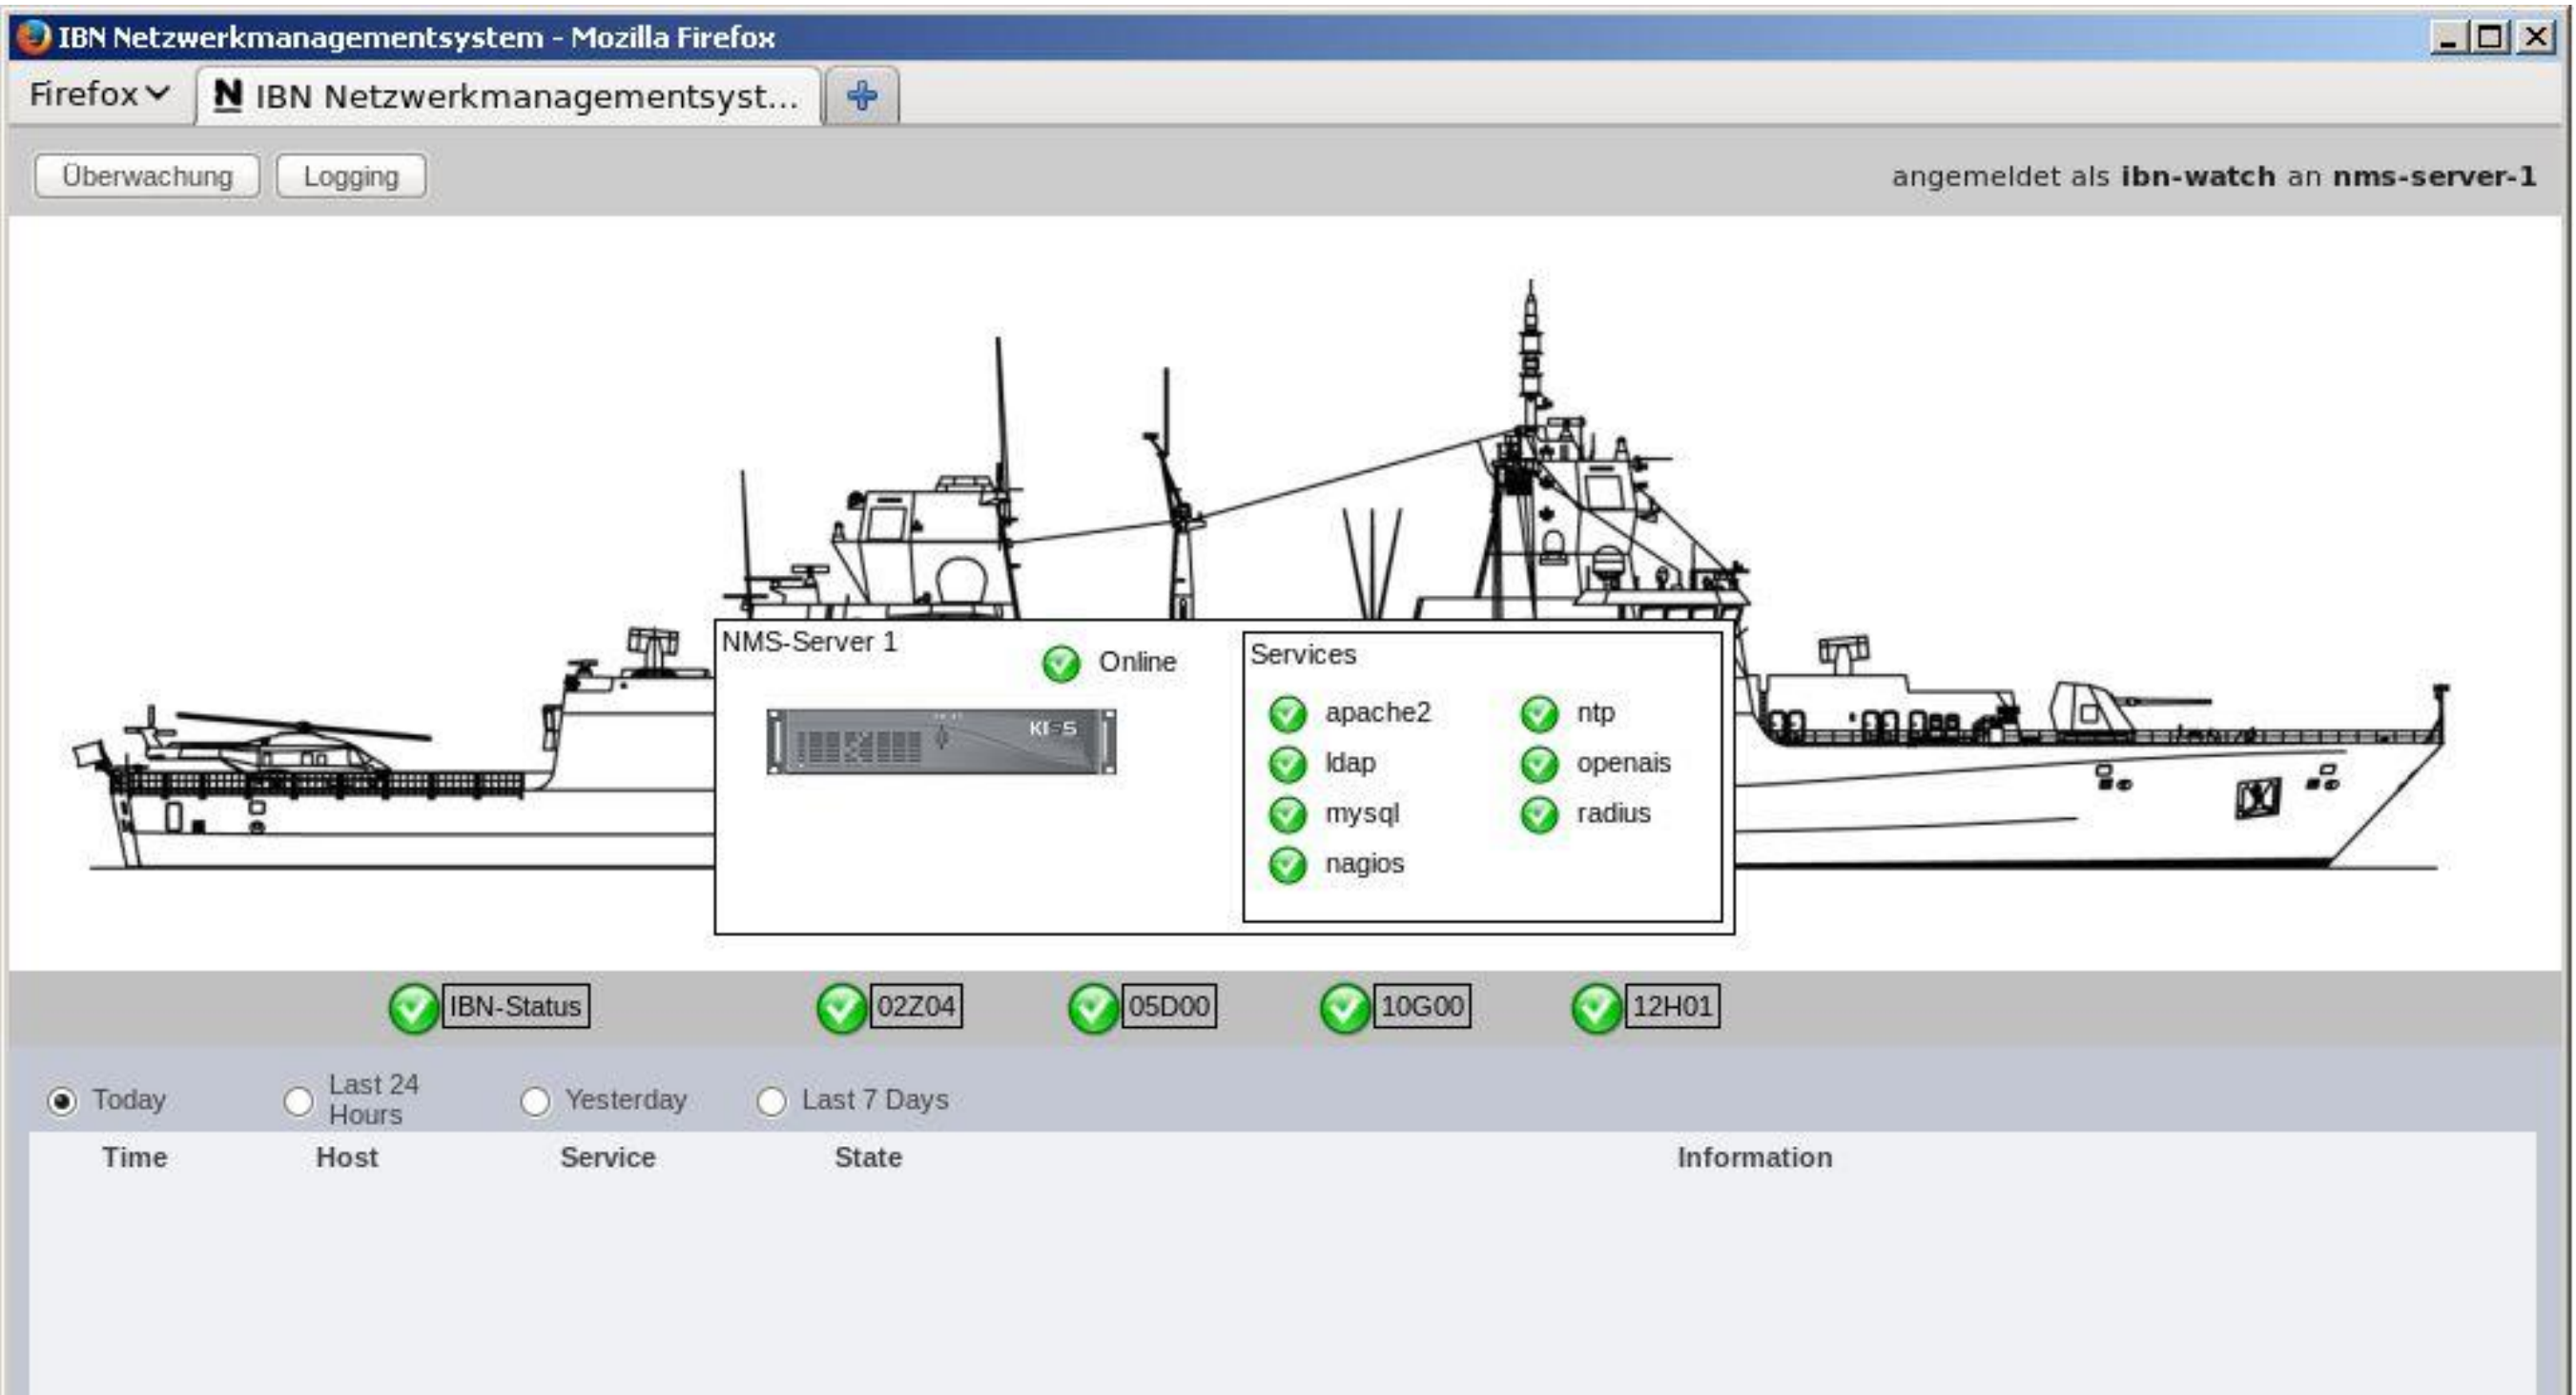 IBN Netzwerkmanagementsystem - Mozilla Firefox
Firefox
N IBN Netzwerkmanagementsyst...
Überwachung Logging angemeldet als ibn-watch an nms-server-1
NMS-Server 1
Online
KISS
Services
apache2 ntp
ldap openais
mysql radius
nagios
IBN-Status 02Z04 05D00 10G00 12H01
Today Last 24 Hours Yesterday Last 7 Days
Time Host Service State Information